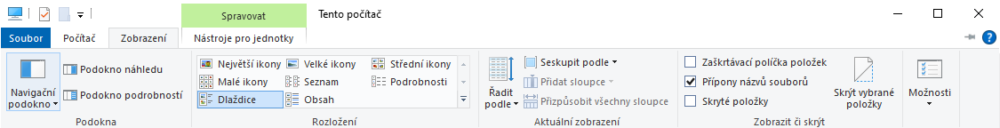 Spravovat
Tento počítač
Soubor
Počítač
Zobrazení
Nástroje pro jednotky
Navigační
podokno
Podokno náhledu
Podokno podrobností
Podokna
Největší ikony
Velké ikony
Střední ikony
Malé ikony
Seznam
Podrobnosti
Dlaždice
Obsah
Rozložení
Řadit
podle
Seskupit podle
Přidat sloupce
Přizpůsobit všechny sloupce
Aktuální zobrazení
Zaškrtávací políčka položek
Přípony názvů souborů
Skryté položky
Skrýt vybrané
položky
Zobrazit či skrýt
Možnosti